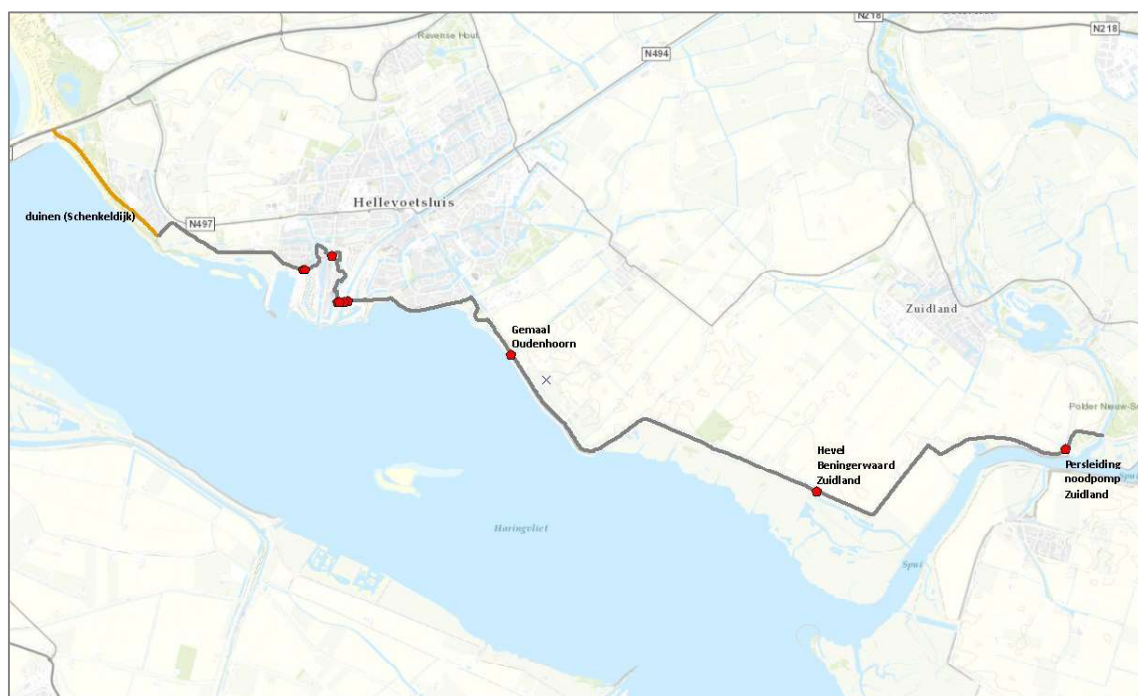 N218
N218
Ravense Hout
N494
duinen (Schenkeldijk)
N497
Hellevoetsluis
Zuidland
Gemaal
Oudenhoorn
Polder Nieuw-
Hevel
Beningerwaard
Zuidland
Persleiding
noodpomp
Zuidland
Haringvliet
Spui
Spui